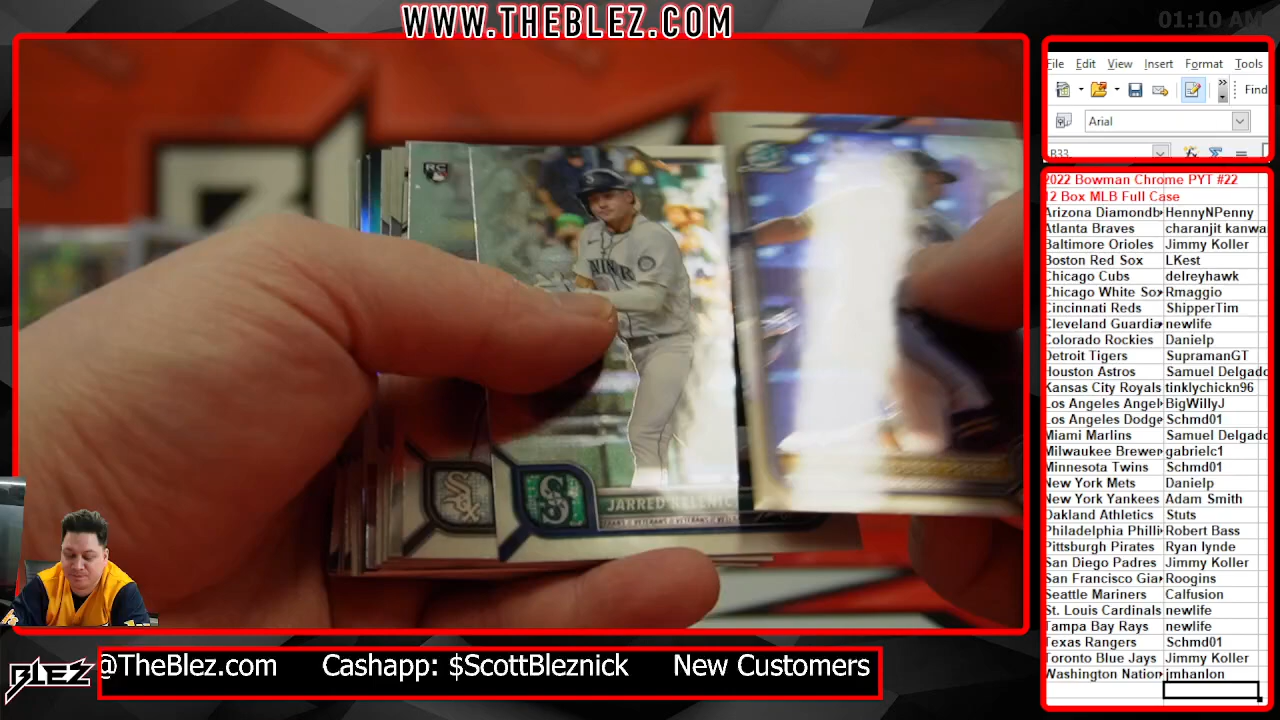 WWW.THEBLEZ.COM
01:10 AM
File Edit View Insert Format Tools
Find
Arial
B33
2022 Bowman Chrome PYT #22
12 Box MLB Full Case
Arizona Diamondb HennyNPenny
Atlanta Braves charanjit kanwa
Baltimore Orioles Jimmy Koller
Boston Red Sox LKest
Chicago Cubs delreyhawk
Chicago White Sox Rmaggio
Cincinnati Reds ShipperTim
Cleveland Guardia newlife
Colorado Rockies Danielp
Detroit Tigers SupramanGT
Houston Astros Samuel Delgado
Kansas City Royals tinklychickn96
Los Angeles Angel BigWillyJ
Los Angeles Dodge Schmd01
Miami Marlins Samuel Delgado
Milwaukee Brewer gabrielc1
Minnesota Twins Schmd01
New York Mets Danielp
New York Yankees Adam Smith
Oakland Athletics Stuts
Philadelphia Philli Robert Bass
Pittsburgh Pirates Ryan lynde
San Diego Padres Jimmy Koller
San Francisco Gia Roogins
Seattle Mariners Calfusion
St. Louis Cardinals newlife
Tampa Bay Rays newlife
Texas Rangers Schmd01
Toronto Blue Jays Jimmy Koller
Washington Nation jmhanlon
RC
Sox
S
JARRED KELENIC
BLEZ
@TheBlez.com Cashapp: $ScottBleznick New Customers